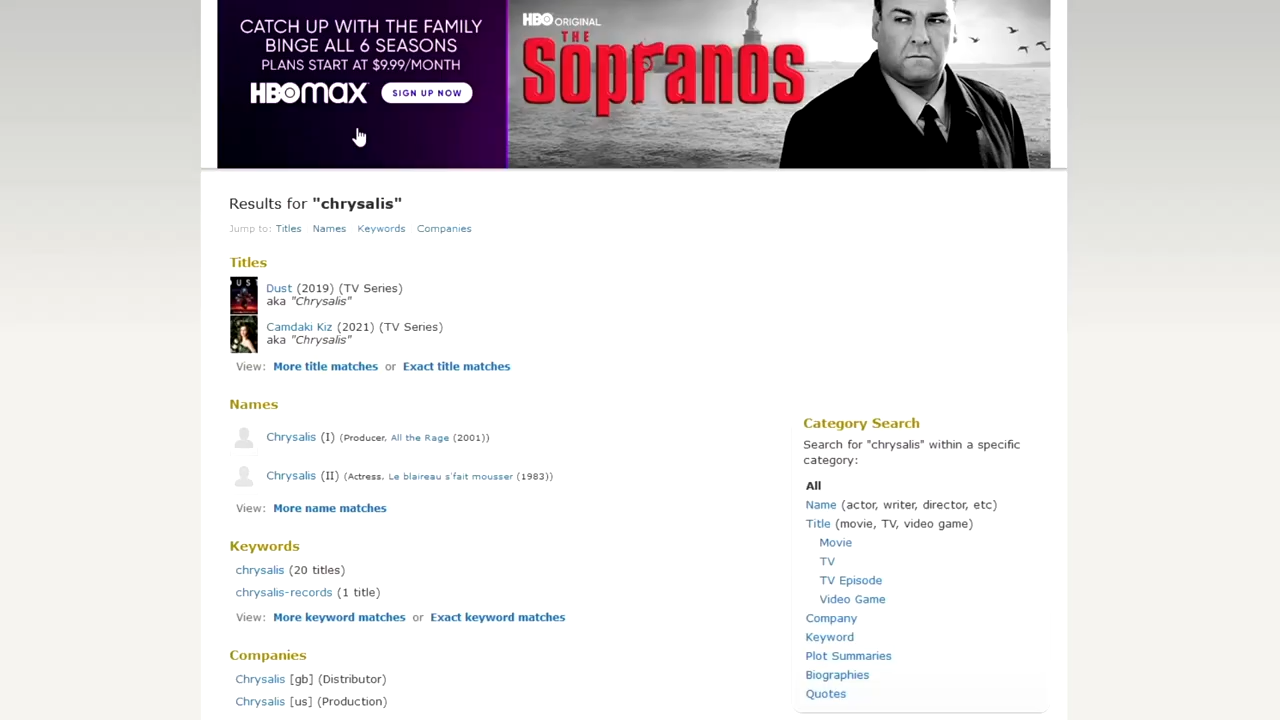 CATCH UP WITH THE FAMILY
BINGE ALL 6 SEASONS
PLANS START AT $9.99/MONTH
HBOmax SIGN UP NOW
HBO ORIGINAL
THE
Sopranos
Results for "chrysalis"
Jump to: Titles Names Keywords Companies
Titles
DUST
Dust (2019) (TV Series)
aka "Chrysalis"
Camdaki Kiz (2021) (TV Series)
aka "Chrysalis"
View: More title matches or Exact title matches
Names
Chrysalis (I) (Producer, All the Rage (2001))
Chrysalis (II) (Actress, Le blaireau s'fait mousser (1983))
View: More name matches
Keywords
chrysalis (20 titles)
chrysalis-records (1 title)
View: More keyword matches or Exact keyword matches
Companies
Chrysalis [gb] (Distributor)
Chrysalis [us] (Production)
Category Search
Search for "chrysalis" within a specific
category:
All
Name (actor, writer, director, etc)
Title (movie, TV, video game)
Movie
TV
TV Episode
Video Game
Company
Keyword
Plot Summaries
Biographies
Quotes